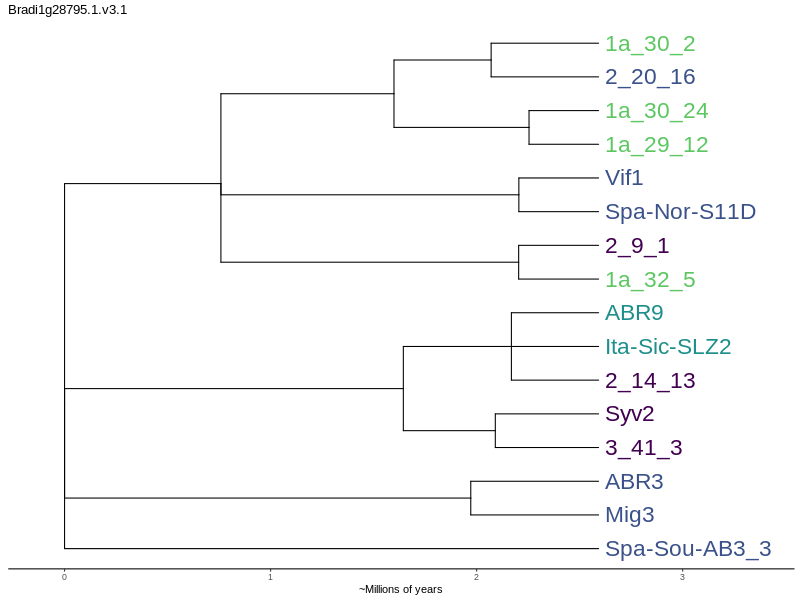 Bradi1g28795.1.v3.1
1a_30_2
2_20_16
1a_30_24
1a_29_12
Vif1
Spa-Nor-S11D
2_9_1
1a_32_5
ABR9
Ita-Sic-SLZ2
2_14_13
Syv2
3_41_3
ABR3
Mig3
Spa-Sou-AB3_3
0 1 2 3
~Millions of years